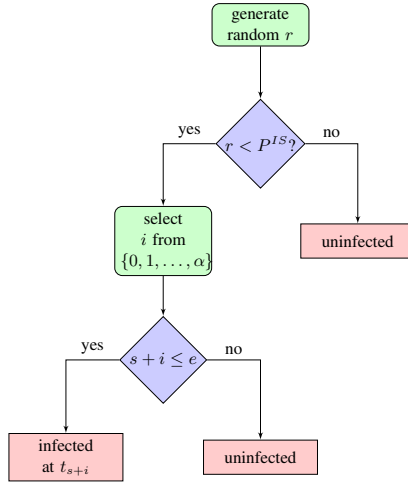 generate
random r
yes
r < P^{IS}?
no
select
i from
{0, 1, . . . , α}
uninfected
yes
s + i ≤ e
no
infected
at t_{s+i}
uninfected